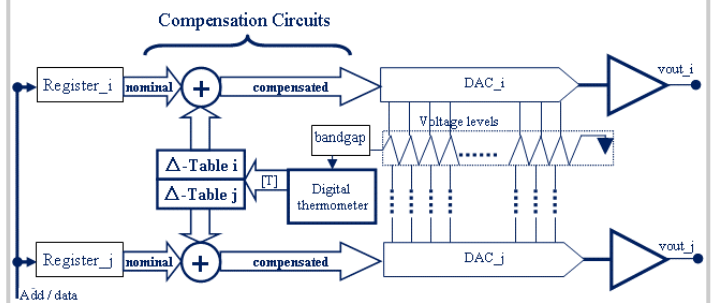 Compensation Circuits
Register_i
nominal
+
compensated
DAC_i
vout_i
Voltage levels
bandgap
Δ-Table i
[T]
Digital
thermometer
Δ-Table j
Register_j
nominal
+
compensated
DAC_j
vout_j
Add / data